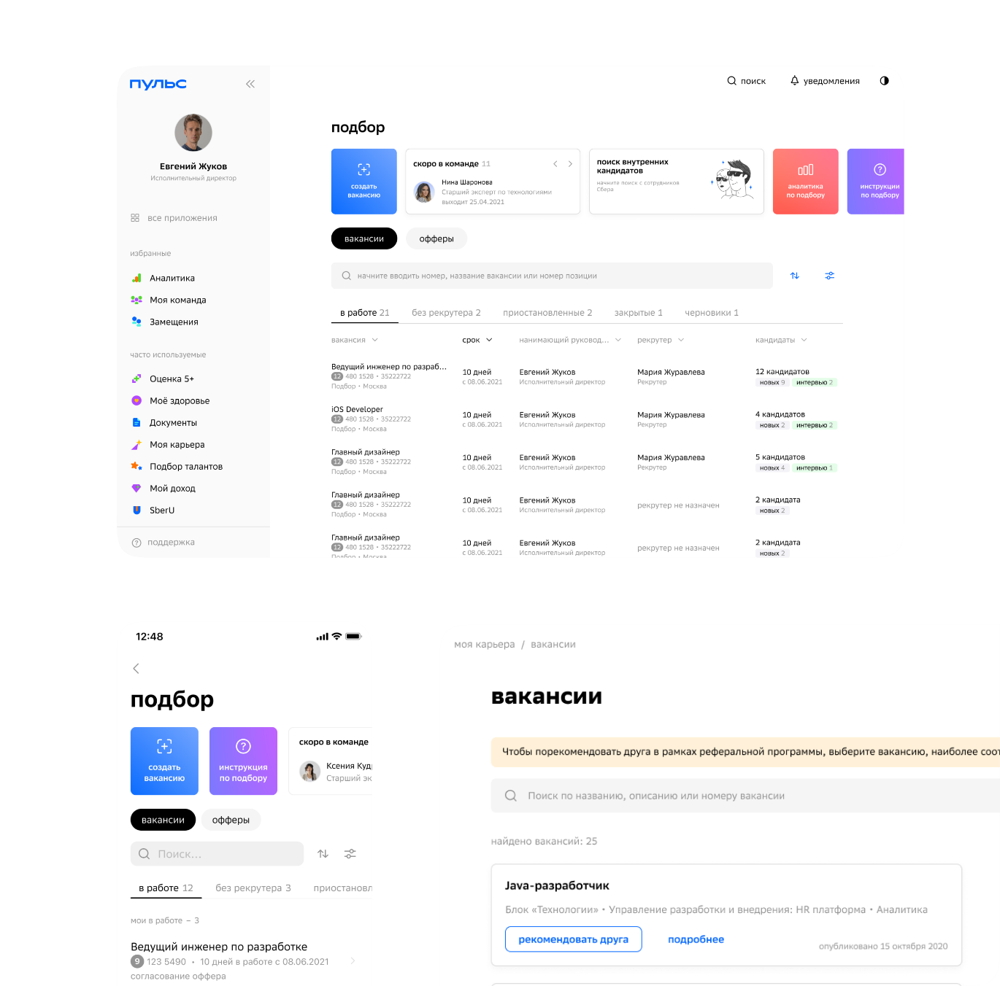 пульс
Евгений Жуков
Исполнительный директор
все приложения
избранные
Аналитика
Моя команда
Замещения
часто используемые
Оценка 5+
Моё здоровье
Документы
Моя карьера
Подбор талантов
Мой доход
SberU
поддержка
поиск
уведомления
подбор
создать
вакансию
скоро в команде 11
Нина Шаронова
Старший эксперт по технологиями
выходит 25.04.2021
поиск внутренних
кандидатов
начните поиск с сотрудников
Сбера
аналитика
по подбору
инструкции
по подбору
вакансии
офферы
начните вводить номер, название вакансии или номер позиции
в работе 21 без рекрутера 2 приостановленные 2 закрытые 1 черновики 1
вакансия срок нанимающий руковод... рекрутер кандидаты
Ведущий инженер по разраб...
12 480 1528 • 35222722
Подбор • Москва
10 дней
с 08.06.2021
Евгений Жуков
Исполнительный директор
Мария Журавлева
Рекрутер
12 кандидатов
новых 9 интервью 2
iOS Developer
12 480 1528 • 35222722
Подбор • Москва
10 дней
с 08.06.2021
Евгений Жуков
Исполнительный директор
Мария Журавлева
Рекрутер
4 кандидатов
новых 2 интервью 2
Главный дизайнер
12 480 1528 • 35222722
Подбор • Москва
10 дней
с 08.06.2021
Евгений Жуков
Исполнительный директор
Мария Журавлева
Рекрутер
5 кандидатов
новых 4 интервью 1
Главный дизайнер
12 480 1528 • 35222722
Подбор • Москва
10 дней
с 08.06.2021
Евгений Жуков
Исполнительный директор
рекрутер не назначен
2 кандидата
новых 2
Главный дизайнер
12 480 1528 • 35222722
Подбор • Москва
10 дней
с 08.06.2021
Евгений Жуков
Исполнительный директор
рекрутер не назначен
2 кандидата
новых 2
12:48
подбор
создать
вакансию
инструкция
по подбору
скоро в команде
Ксения Куд
Старший эк
вакансии
офферы
Поиск...
в работе 12 без рекрутера 3 приостановл
мои в работе – 3
Ведущий инженер по разработке
9 123 5490 • 10 дней в работе с 08.06.2021
согласование оффера
моя карьера / вакансии
вакансии
Чтобы порекомендовать друга в рамках реферальной программы, выберите вакансию, наиболее соот
Поиск по названию, описанию или номеру вакансии
найдено вакансий: 25
Java-разработчик
Блок «Технологии» • Управление разработки и внедрения: HR платформа • Аналитика
рекомендовать друга
подробнее
опубликовано 15 октября 2020